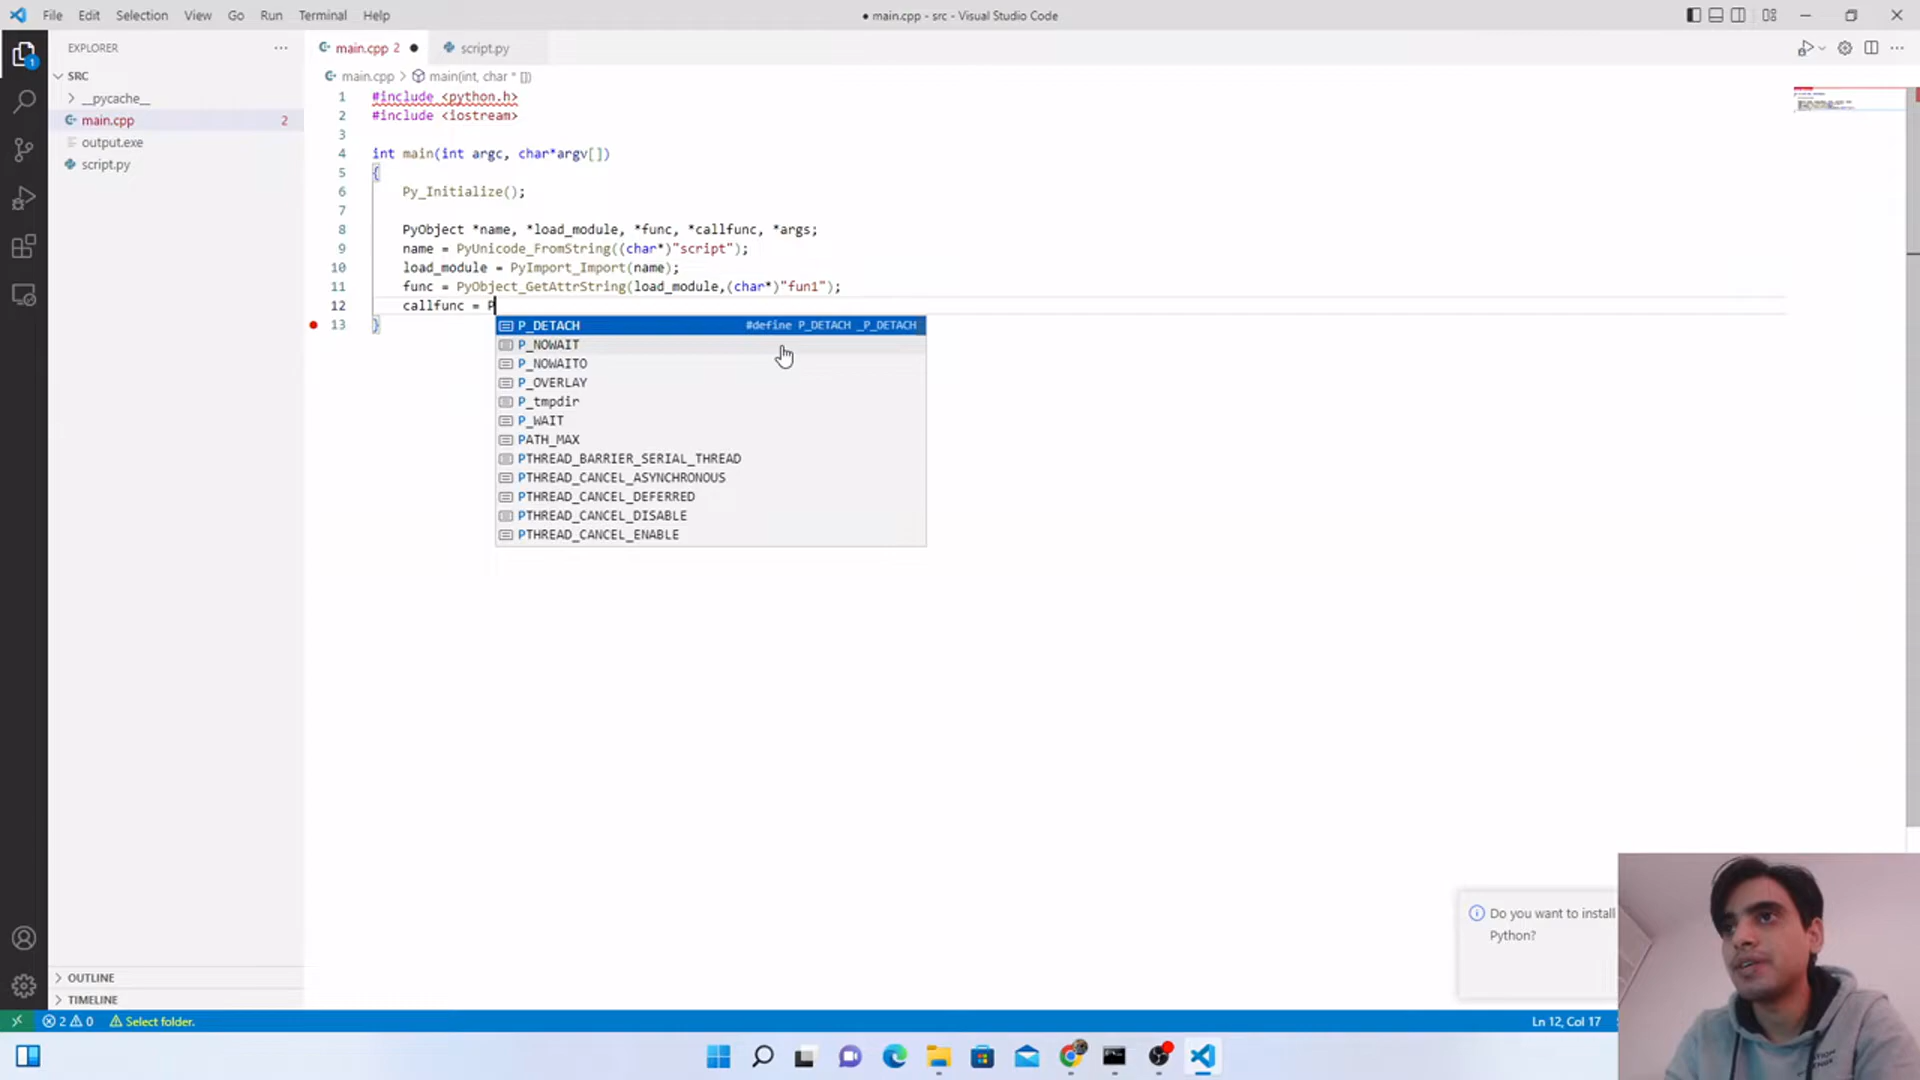 File Edit Selection View Go Run Terminal Help
● main.cpp - src - Visual Studio Code
EXPLORER
main.cpp 2 ●
script.py
SRC
main.cpp > main(int, char * [])
__pycache__
main.cpp 2
output.exe
script.py
1 #include <python.h>
2 #include <iostream>
3
4 int main(int argc, char*argv[])
5 {
6 Py_Initialize();
7
8 PyObject *name, *load_module, *func, *callfunc, *args;
9 name = PyUnicode_FromString((char*)"script");
10 load_module = PyImport_Import(name);
11 func = PyObject_GetAttrString(load_module,(char*)"fun1");
12 callfunc = P
13 }
P_DETACH #define P_DETACH _P_DETACH
P_NOWAIT
P_NOWAITO
P_OVERLAY
P_tmpdir
P_WAIT
PATH_MAX
PTHREAD_BARRIER_SERIAL_THREAD
PTHREAD_CANCEL_ASYNCHRONOUS
PTHREAD_CANCEL_DEFERRED
PTHREAD_CANCEL_DISABLE
PTHREAD_CANCEL_ENABLE
1
Do you want to install
Python?
OUTLINE
TIMELINE
2 0 Select folder.
Ln 12, Col 17